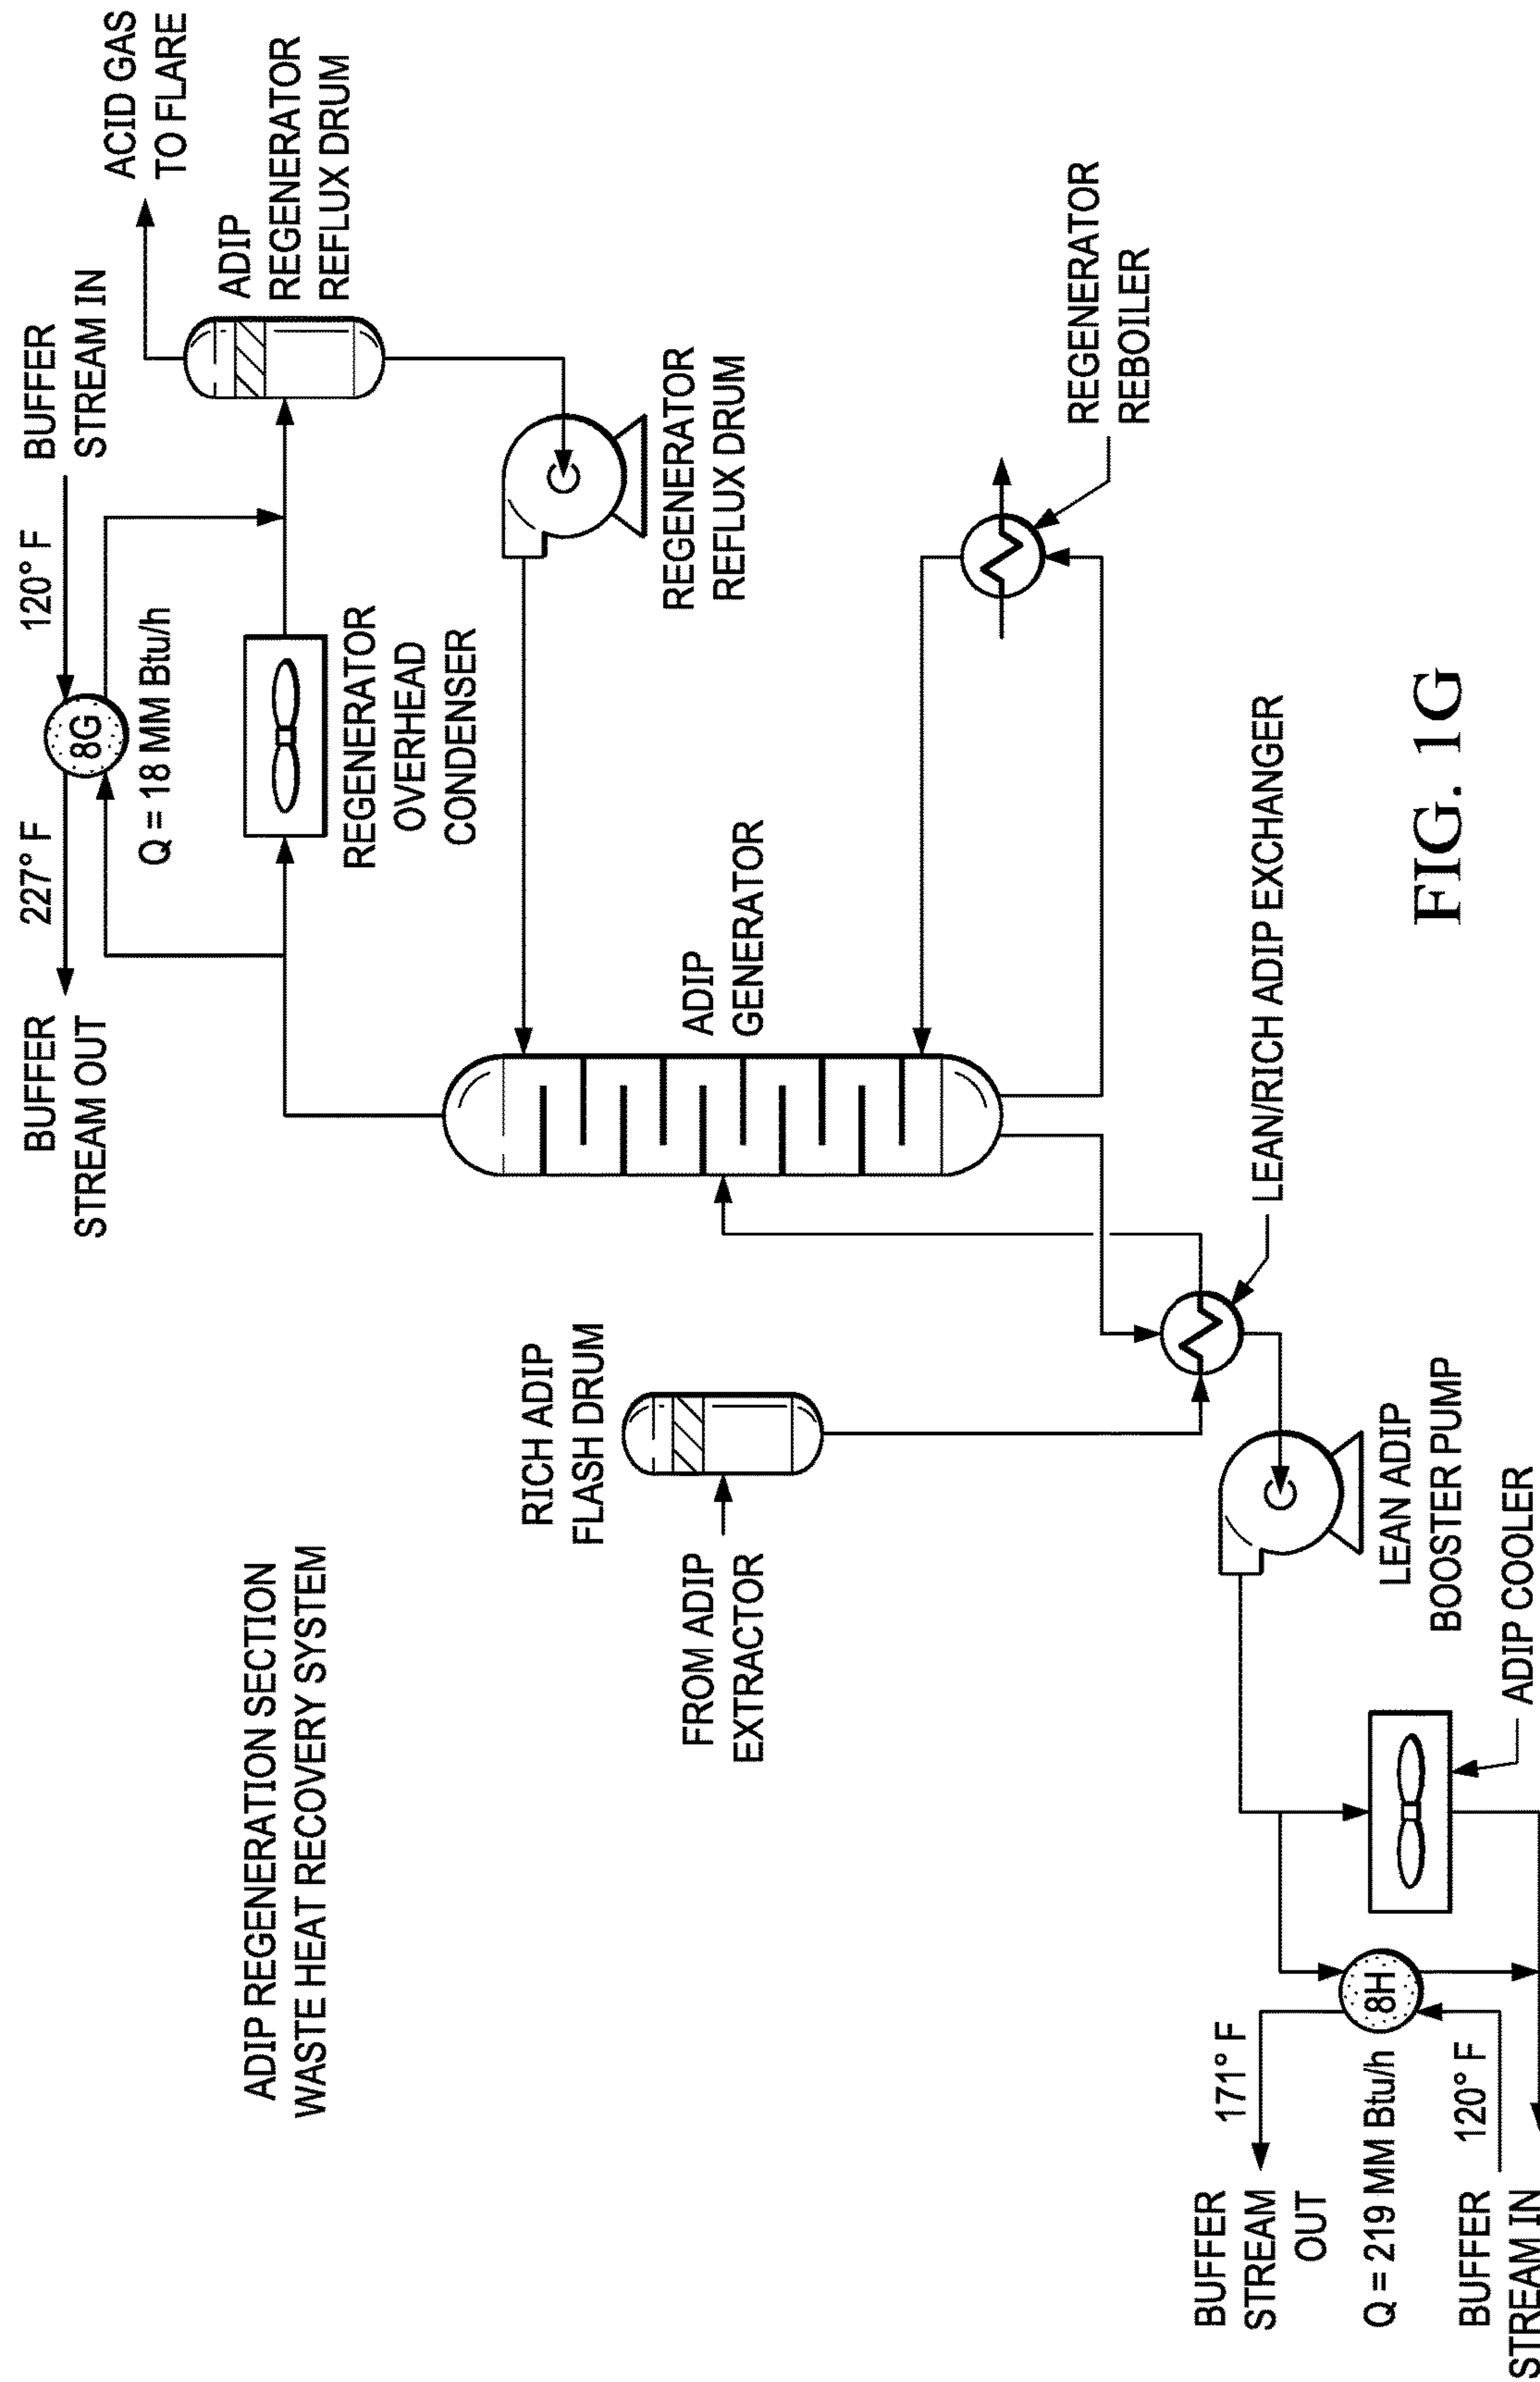 ADIP REGENERATION SECTION
WASTE HEAT RECOVERY SYSTEM
BUFFER
STREAM OUT
227° F
8G
120° F
BUFFER
STREAM IN
Q = 18 MM Btu/h
ACID GAS
TO FLARE
REGENERATOR
OVERHEAD
CONDENSER
ADIP
REGENERATOR
REFLUX DRUM
REGENERATOR
REFLUX DRUM
RICH ADIP
FLASH DRUM
FROM ADIP
EXTRACTOR
ADIP
GENERATOR
REGENERATOR
REBOILER
LEAN/RICH ADIP EXCHANGER
LEAN ADIP
BOOSTER PUMP
ADIP COOLER
BUFFER
STREAM
OUT
171° F
8H
Q = 219 MM Btu/h
120° F
BUFFER
STREAM IN
FIG. 1G